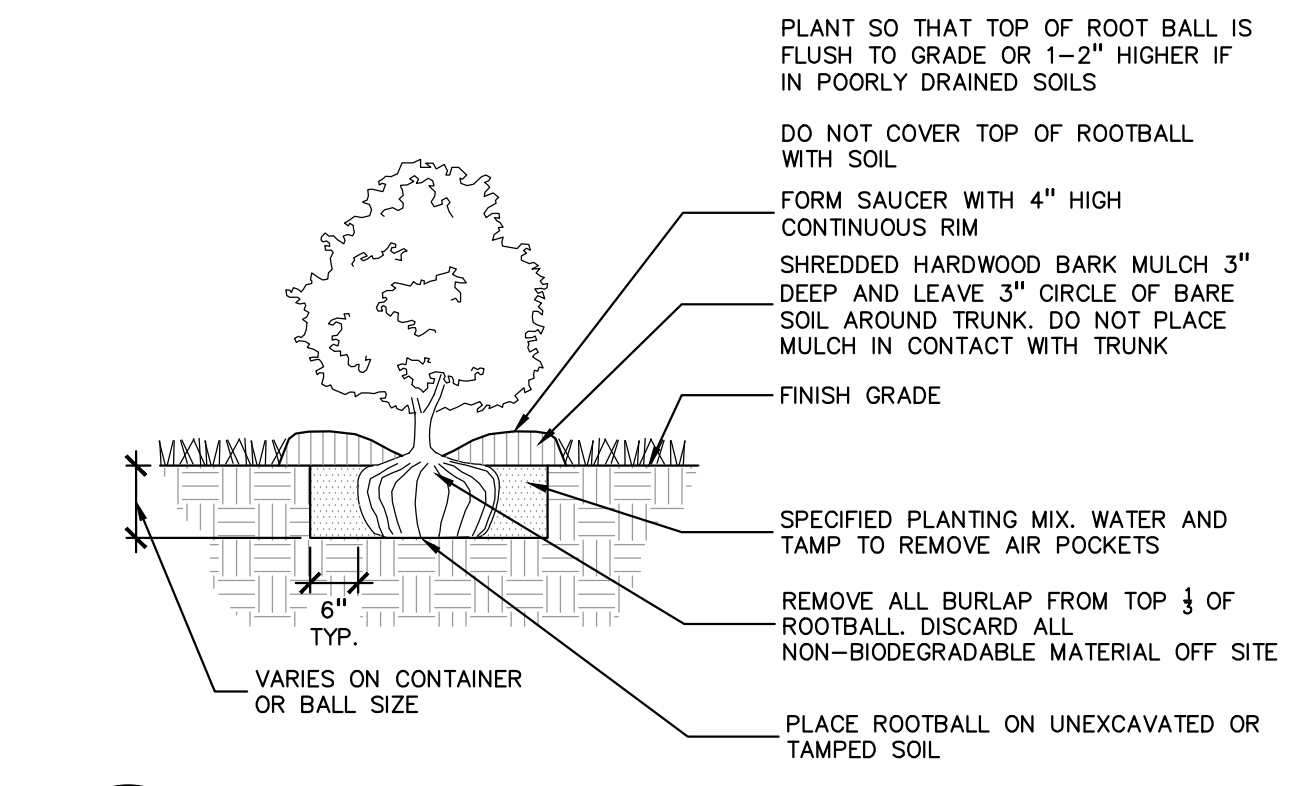 PLANT SO THAT TOP OF ROOT BALL IS
FLUSH TO GRADE OR 1-2" HIGHER IF
IN POORLY DRAINED SOILS
DO NOT COVER TOP OF ROOTBALL
WITH SOIL
FORM SAUCER WITH 4" HIGH
CONTINUOUS RIM
SHREDDED HARDWOOD BARK MULCH 3"
DEEP AND LEAVE 3" CIRCLE OF BARE
SOIL AROUND TRUNK. DO NOT PLACE
MULCH IN CONTACT WITH TRUNK
FINISH GRADE
SPECIFIED PLANTING MIX. WATER AND
TAMP TO REMOVE AIR POCKETS
REMOVE ALL BURLAP FROM TOP 1/3 OF
ROOTBALL. DISCARD ALL
NON-BIODEGRADABLE MATERIAL OFF SITE
PLACE ROOTBALL ON UNEXCAVATED OR
TAMPED SOIL
6"
TYP.
VARIES ON CONTAINER
OR BALL SIZE